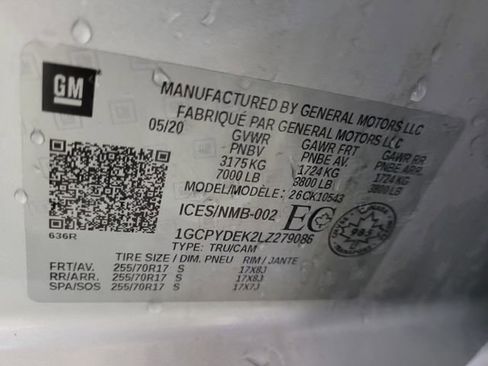 GM
MANUFACTURED BY GENERAL MOTORS LLC
FABRIQUÉ PAR GENERAL MOTORS LLC
05/20 GVWR GAWR FRT GAWR RR
PNBV PNBE AV. PNBE ARR
3175 KG 1724 KG 1724 KG
7000 LB 3800 LB 3800 LB
MODEL/MODÈLE: 26CK10543
ICES/NMB-002 EC
636R 1GCPYDEK2LZ279086
TYPE: TRU/CAM
TIRE SIZE / DIM. PNEU RIM / JANTE
FRT/AV. 255/70R17 S 17X8J
RR/ARR. 255/70R17 S 17X8J
SPA/SOS 255/70R17 S 17X7J